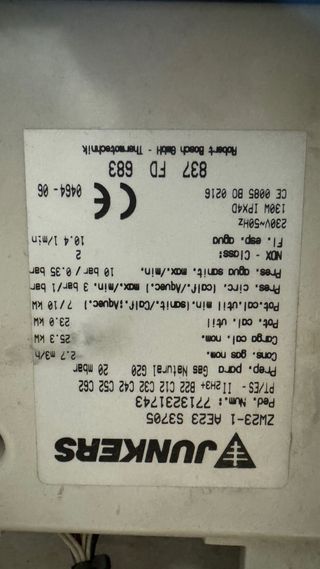 JUNKERS
ZW23-1 AE23 S3705
Ped. Num.: 7713231743
PT/ES - II2H3+ B22 C12 C32 C42 C52 C62
Prep. para Gas Natural G20 20 mbar
Cons. gas nom. 2.7 m3/h
Cargo cal. nom. 25.3 kW
Pot. cal. util 23.0 kW
Pot.cal.util min.(sanit./Calf.;Aquec) 7/10 kW
Pres. circ. (Calf./Aquec.) max./min. 3 bar/1 bar
Pres. agua sanit. max./min. 10 bar / 0.35 bar
NOX - Class: 2
Fl. esp. agua 10.4 l/min
230V~50Hz
130W IPX4D
CE 0085 BO 0216
CE
0464-06
837 FD 683
Robert Bosch GmbH - Thermotechnik